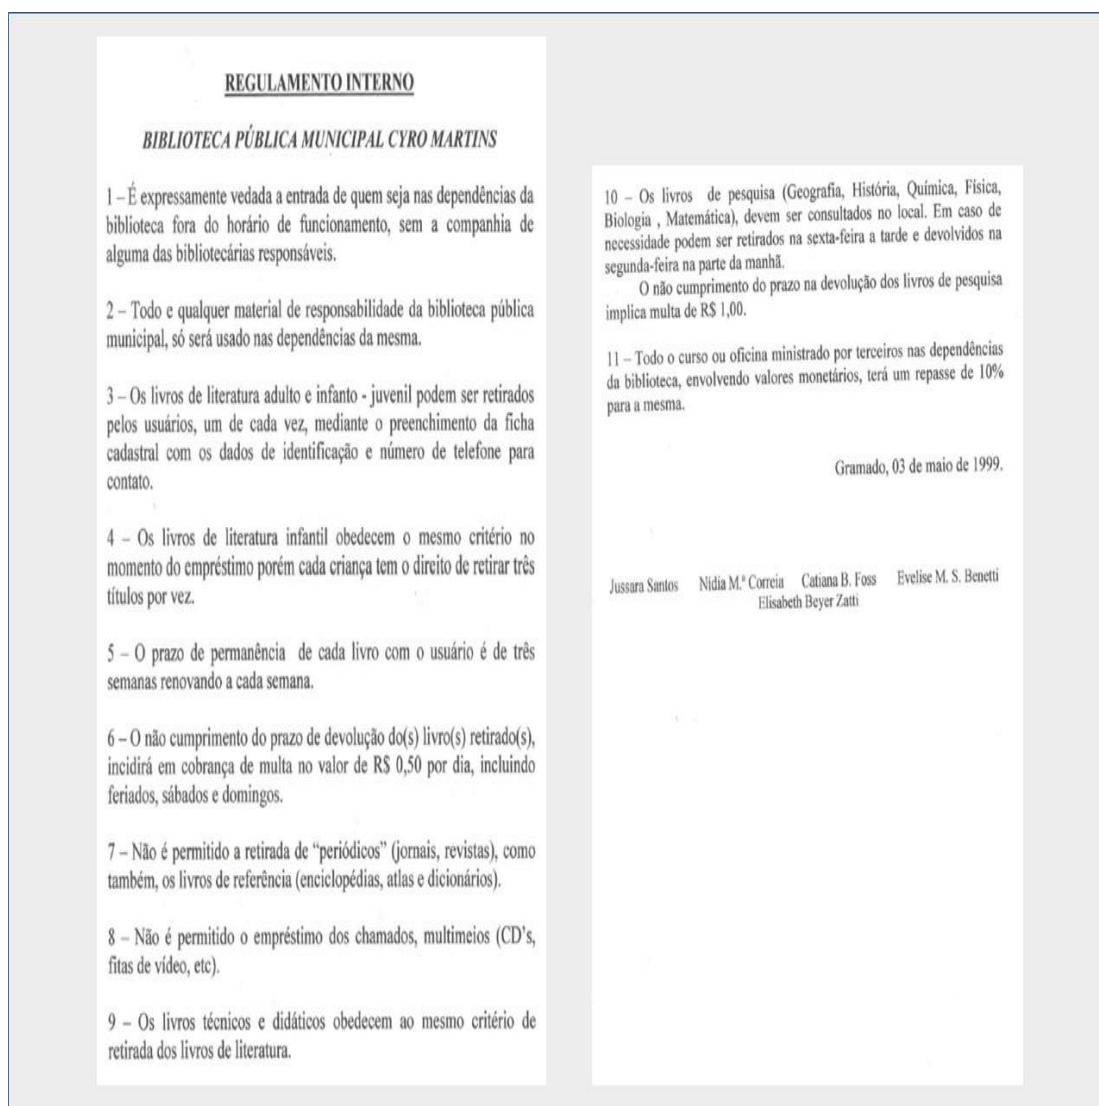 REGULAMENTO INTERNO
BIBLIOTECA PÚBLICA MUNICIPAL CYRO MARTINS
1 – É expressamente vedada a entrada de quem seja nas dependências da
biblioteca fora do horário de funcionamento, sem a companhia de
alguma das bibliotecárias responsáveis.
2 – Todo e qualquer material de responsabilidade da biblioteca pública
municipal, só será usado nas dependências da mesma.
3 – Os livros de literatura adulto e infanto - juvenil podem ser retirados
pelos usuários, um de cada vez, mediante o preenchimento da ficha
cadastral com os dados de identificação e número de telefone para
contato.
4 – Os livros de literatura infantil obedecem o mesmo critério no
momento do empréstimo porém cada criança tem o direito de retirar três
títulos por vez.
5 – O prazo de permanência de cada livro com o usuário é de três
semanas renovando a cada semana.
6 – O não cumprimento do prazo de devolução do(s) livro(s) retirado(s),
incidirá em cobrança de multa no valor de R$ 0,50 por dia, incluindo
feriados, sábados e domingos.
7 – Não é permitido a retirada de “periódicos” (jornais, revistas), como
também, os livros de referência (enciclopédias, atlas e dicionários).
8 – Não é permitido o empréstimo dos chamados, multimeios (CD's,
fitas de vídeo, etc).
9 – Os livros técnicos e didáticos obedecem ao mesmo critério de
retirada dos livros de literatura.
10 – Os livros de pesquisa (Geografia, História, Química, Física,
Biologia , Matemática), devem ser consultados no local. Em caso de
necessidade podem ser retirados na sexta-feira a tarde e devolvidos na
segunda-feira na parte da manhã.
O não cumprimento do prazo na devolução dos livros de pesquisa
implica multa de R$ 1,00.
11 – Todo o curso ou oficina ministrado por terceiros nas dependências
da biblioteca, envolvendo valores monetários, terá um repasse de 10%
para a mesma.
Gramado, 03 de maio de 1999.
Jussara Santos Nidia M.ª Correia Catiana B. Foss Evelise M. S. Benetti
Elisabeth Beyer Zatti